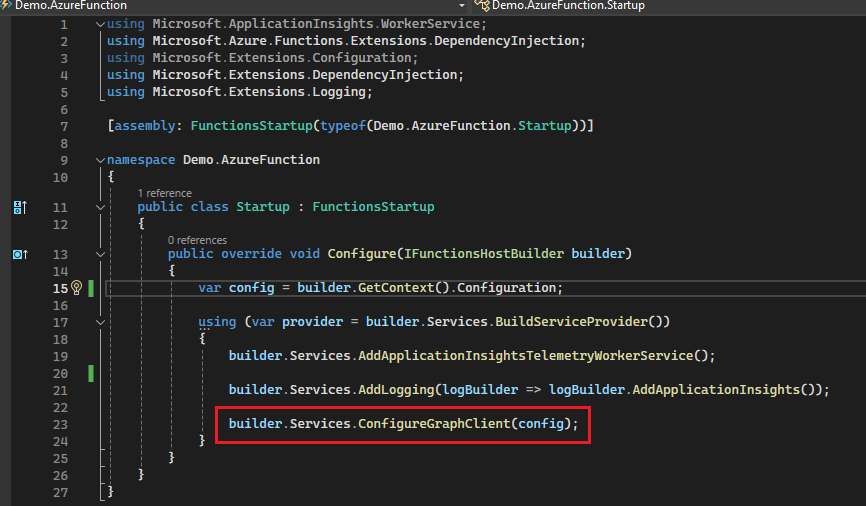 Demo.AzureFunction Demo.AzureFunction.Startup
1 using Microsoft.ApplicationInsights.WorkerService;
2 using Microsoft.Azure.Functions.Extensions.DependencyInjection;
3 using Microsoft.Extensions.Configuration;
4 using Microsoft.Extensions.DependencyInjection;
5 using Microsoft.Extensions.Logging;
6
7 [assembly: FunctionsStartup(typeof(Demo.AzureFunction.Startup))]
8
9 namespace Demo.AzureFunction
10 {
1 reference
11 public class Startup : FunctionsStartup
12 {
0 references
13 public override void Configure(IFunctionsHostBuilder builder)
14 {
15 var config = builder.GetContext().Configuration;
16
17 using (var provider = builder.Services.BuildServiceProvider())
18 {
19 builder.Services.AddApplicationInsightsTelemetryWorkerService();
20
21 builder.Services.AddLogging(logBuilder => logBuilder.AddApplicationInsights());
22
23 builder.Services.ConfigureGraphClient(config);
24 }
25 }
26 }
27 }